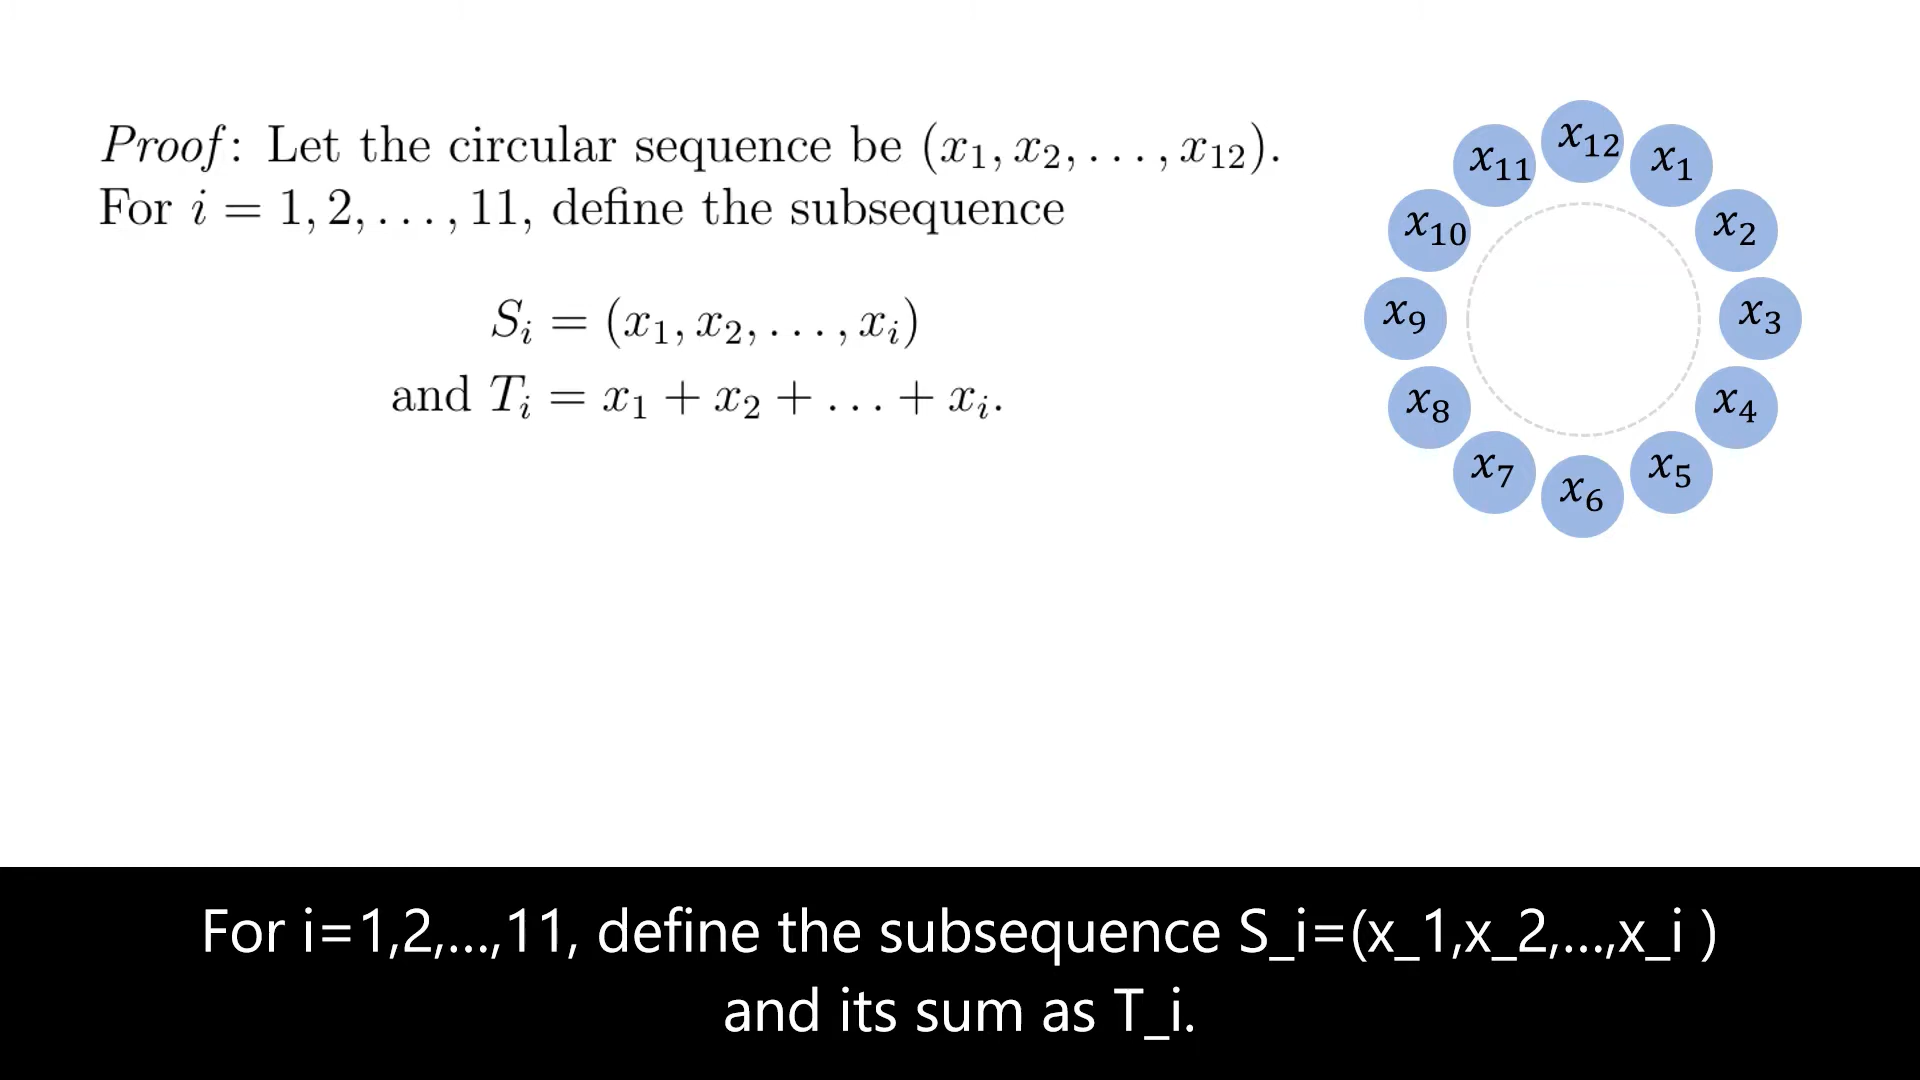 Proof: Let the circular sequence be (x₁, x₂, . . . , x₁₂).
For i = 1, 2, . . . , 11, define the subsequence
Sᵢ = (x₁, x₂, . . . , xᵢ)
and Tᵢ = x₁ + x₂ + . . . + xᵢ.
x₁₂
x₁
x₂
x₃
x₄
x₅
x₆
x₇
x₈
x₉
x₁₀
x₁₁
For i=1,2,...,11, define the subsequence S_i=(x_1,x_2,...,x_i )
and its sum as T_i.